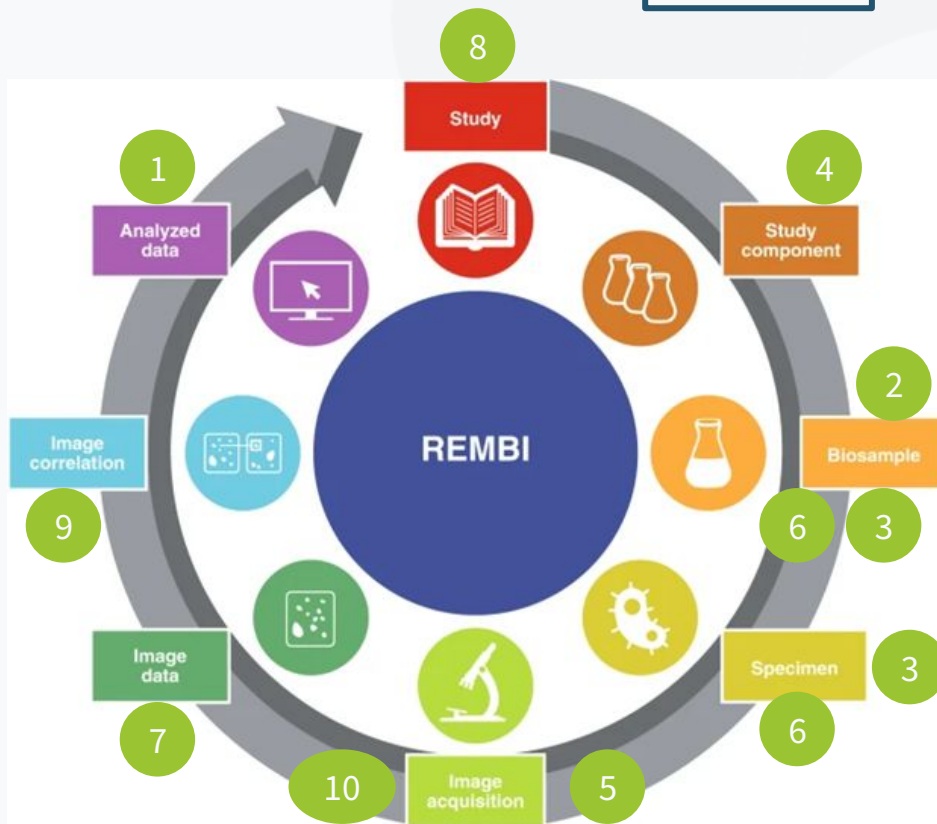 8
Study
1
4
Analyzed
data
Study
component
2
Image
correlation
REMBI
Biosample
9
6
3
Image
data
Specimen
3
7
6
10
Image
acquisition
5